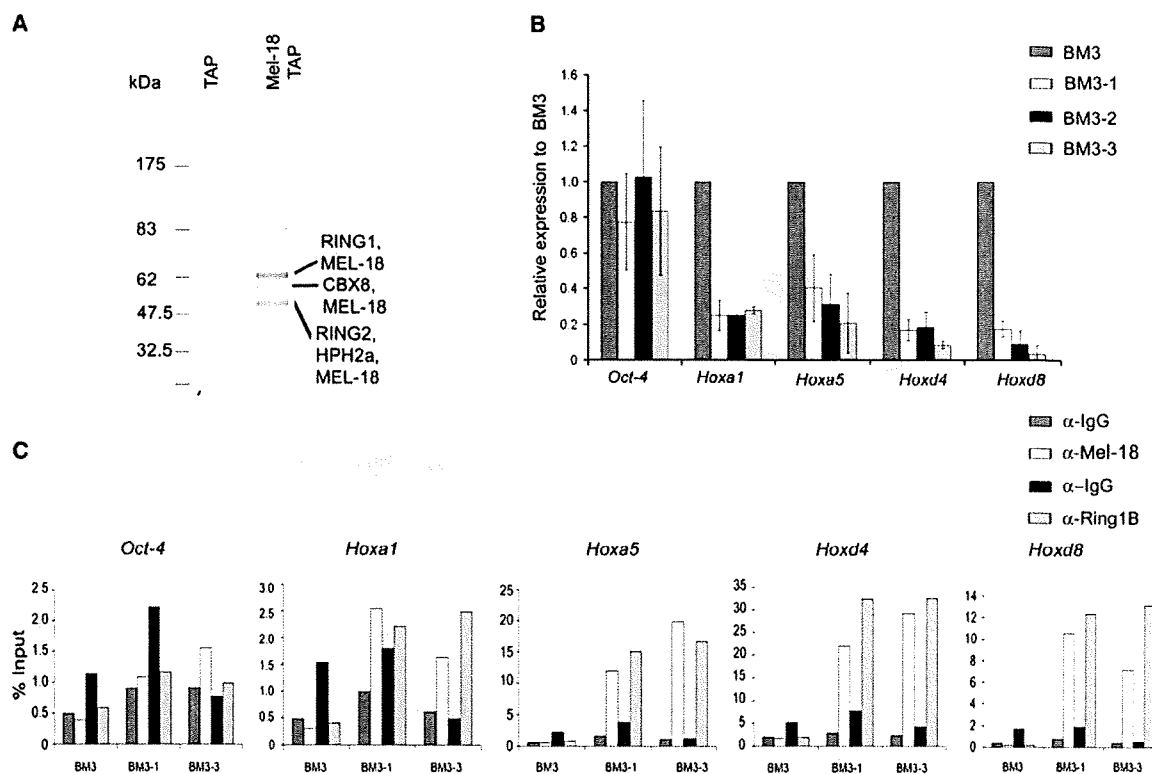 A
kDa
TAP
Mel-18
TAP
175
83
62
47.5
32.5
RING1,
MEL-18
CBX8,
MEL-18
RING2,
HPH2a,
MEL-18
B
Relative expression to BM3
1.6
1.4
1.2
1.0
0.8
0.6
0.4
0.2
0
Oct-4
Hoxa1
Hoxa5
Hoxd4
Hoxd8
BM3
BM3-1
BM3-2
BM3-3
C
α-IgG
α-Mel-18
α-IgG
α-Ring1B
% Input
Oct-4
2.5
2.0
1.5
1.0
0.5
0
BM3 BM3-1 BM3-3
Hoxa1
3.0
2.5
2.0
1.5
1.0
0.5
0
BM3 BM3-1 BM3-3
Hoxa5
25
20
15
10
5
0
BM3 BM3-1 BM3-3
Hoxd4
35
30
25
20
15
10
5
0
BM3 BM3-1 BM3-3
Hoxd8
14
12
10
8
6
4
2
0
BM3 BM3-1 BM3-3